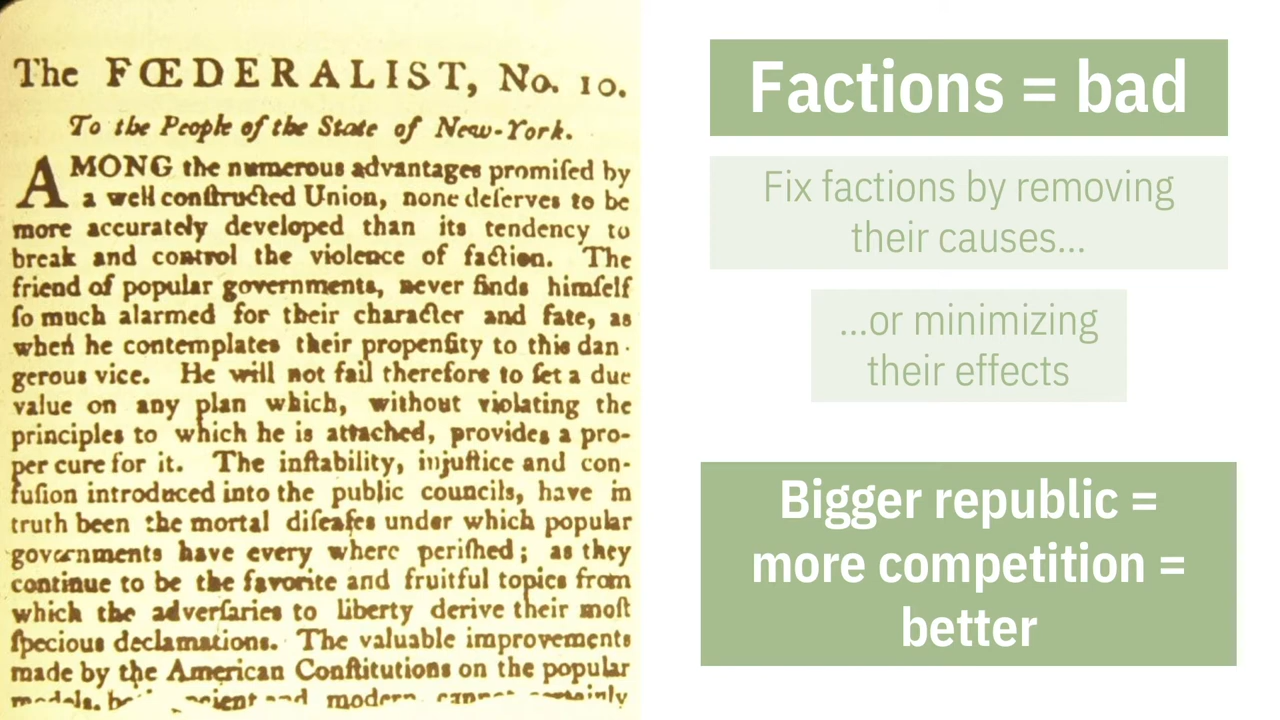 The FŒDERALIST, No. 10.
To the People of the State of New-York.
AMONG the numerous advantages promiſed by
a well conſtructed Union, none deſerves to be
more accurately developed than its tendency to
break and control the violence of faction. The
friend of popular governments, never finds himſelf
ſo much alarmed for their character and fate, as
when he contemplates their propenſity to this dan-
gerous vice. He will not fail therefore to ſet a due
value on any plan which, without violating the
principles to which he is attached, provides a pro-
per cure for it. The inſtability, injuſtice and con-
fuſion introduced into the public councils, have in
truth been the mortal diſeaſes under which popular
governments have every where periſhed; as they
continue to be the favorite and fruitful topics from
which the adverſaries to liberty derive their moſt
ſpecious declamations. The valuable improvements
made by the American Conſtitutions on the popular
models, modern
Factions = bad
Fix factions by removing
their causes...
...or minimizing
their effects
Bigger republic =
more competition =
better